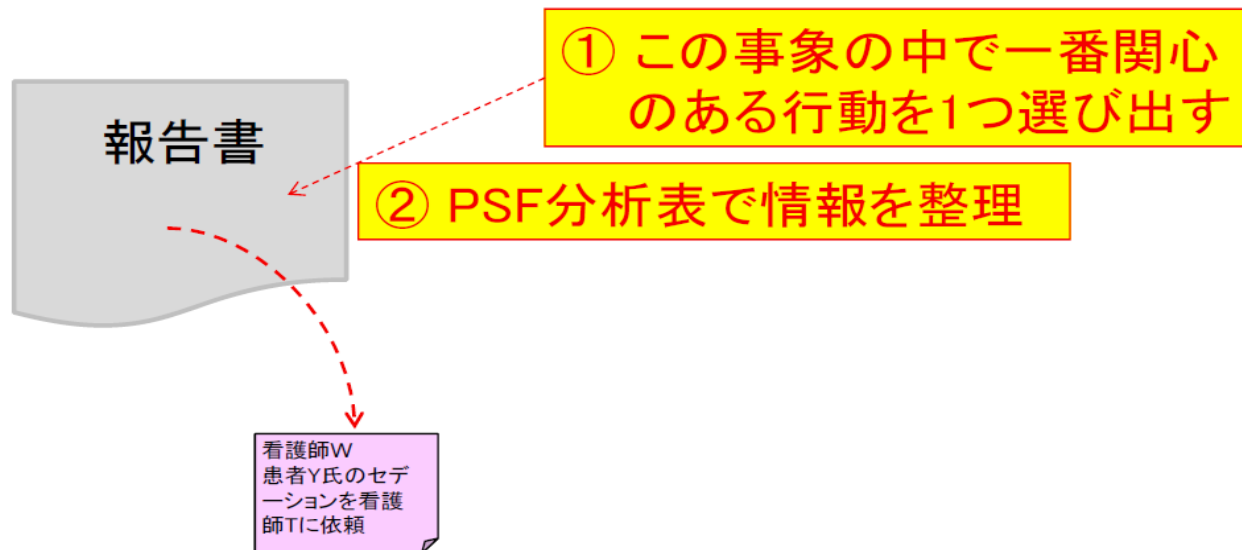 ① この事象の中で一番関心
のある行動を1つ選び出す
報告書
② PSF分析表で情報を整理
看護師W
患者Y氏のセデ
ーションを看護
師Tに依頼